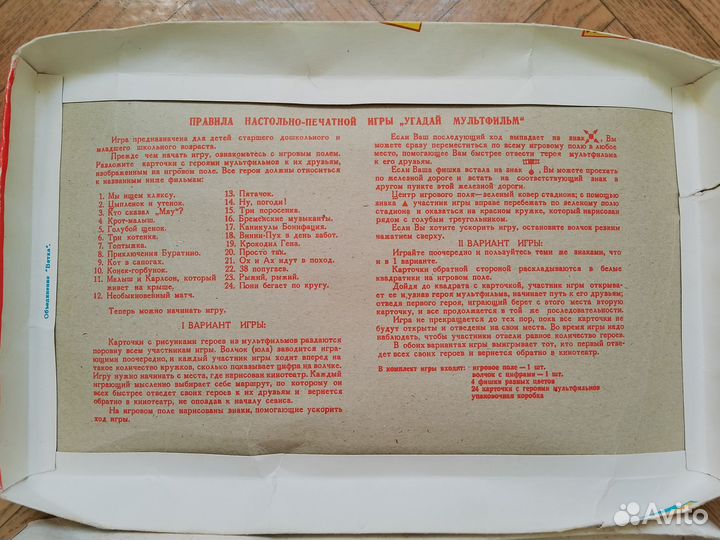 ПРАВИЛА НАСТОЛЬНО-ПЕЧАТНОЙ ИГРЫ „УГАДАЙ МУЛТФИЛЬМ“
Игра предназначена для детей старшего дошкольного и
младшего школьного возраста.
Прежде чем начать игру, ознакомьтесь с игровым полем.
Разложите карточки с героями мультфильмов к их друзьям,
изображенным на игровом поле. Все герои должны относиться
к названным ниже фильмам:
1. Мы ищем кляксу.
2. Цыпленок и утенок.
3. Кто сказал „Мяу“?
4. Крот-малыш.
5. Голубой щенок.
6. Три котенка.
7. Топтыжка.
8. Приключения Буратино.
9. Кот в сапогах.
10. Конек-горбунок.
11. Малыш и Карлсон, который
живет на крыше.
12. Необыкновенный матч.
13. Пятачок.
14. Ну, погоди!
15. Три поросенка.
16. Бременские музыканты.
17. Каникулы Бонифация.
18. Винни-Пух в день забот.
19. Крокодил Гена.
20. Просто так.
21. Ох и Ах идут в поход.
22. 38 попугаев.
23. Рыжий, рыжий.
24. Пони бегает по кругу.
Теперь можно начинать игру.
I ВАРИАНТ ИГРЫ:
Карточки с рисунками героев из мультфильмов раздаются
поровну всем участникам игры. Волчок (юла) заводится игра-
ющими поочередно, и каждый участник игры ходит вперед на
такое количество кружков, сколько показывает цифра на волчке.
Игру нужно начинать с места, где нарисован кинотеатр. Каждый
играющий мысленно выбирает себе маршрут, по которому он
всех быстрее отведет своих героев к их друзьям и вернется
обратно в кинотеатр, не опоздав к началу сеанса.
На игровом поле нарисованы знаки, помогающие ускорить
ход игры.
Если Ваш последующий ход выпадает на знак , Вы
можете сразу переместиться по всему игровому полю в любое
место, помогающее Вам быстрее отвести героя мультфильма
к его друзьям.
Если Ваша фишка встала на знак , Вы можете проехать
по железной дороге и встать на соответствующий знак в
другом пункте железной дороги.
Центр игрового поля—зеленый ковер стадиона; с помощью
знака участник игры вправе перебежать по зеленому полю
стадиона и оказаться на красном кружке, который нарисован
рядом с голубым треугольником.
Если Вы хотите ускорить игру, остановите волчок резким
нажатием сверху.
II ВАРИАНТ ИГРЫ:
Играйте поочередно и пользуйтесь теми же знаками, что
и в 1 варианте.
Карточки обратной стороной раскладываются в белые
квадратики на игровом поле.
Дойдя до квадрата с карточкой, участник игры открыва-
ет ее и, узнав героя мультфильма, начинает путь к его друзьям;
отведя первого героя, играющий берет с этого места вторую
карточку, и все продолжается в той же последовательности.
Игра не прекращается до тех пор, пока все карточки не
будут открыты и отведены на свои места. Во время игры надо
наблюдать, чтобы участники отвели равное количество героев.
В обоих вариантах игры выигрывает тот, кто первый отве-
дет всех своих героев и вернется обратно в кинотеатр.
В комплект игры входят: игровое поле—1 шт.
волчок с цифрами—1 шт.
4 фишки разных цветов
24 карточки с героями мультфильмов
упаковочная коробка
Объединение "Вятка".
Avito